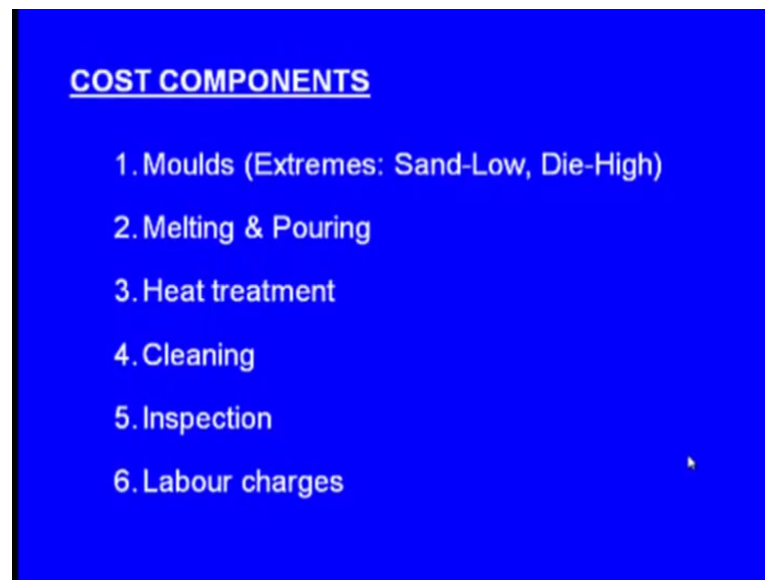 COST COMPONENTS
1. Moulds (Extremes: Sand-Low, Die-High)
2. Melting & Pouring
3. Heat treatment
4. Cleaning
5. Inspection
6. Labour charges